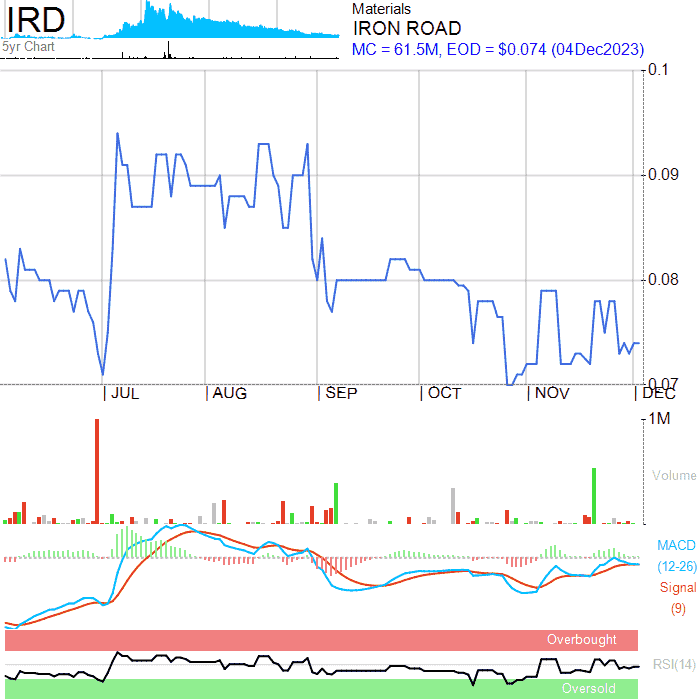 IRD
5yr Chart
Materials
IRON ROAD
MC = 61.5M, EOD = $0.074 (04Dec2023)
0.1
0.09
0.08
0.07
|JUL |AUG |SEP |OCT |NOV |DEC
1M
Volume
MACD
(12-26)
Signal
(9)
Overbought
RSI(14)
Oversold